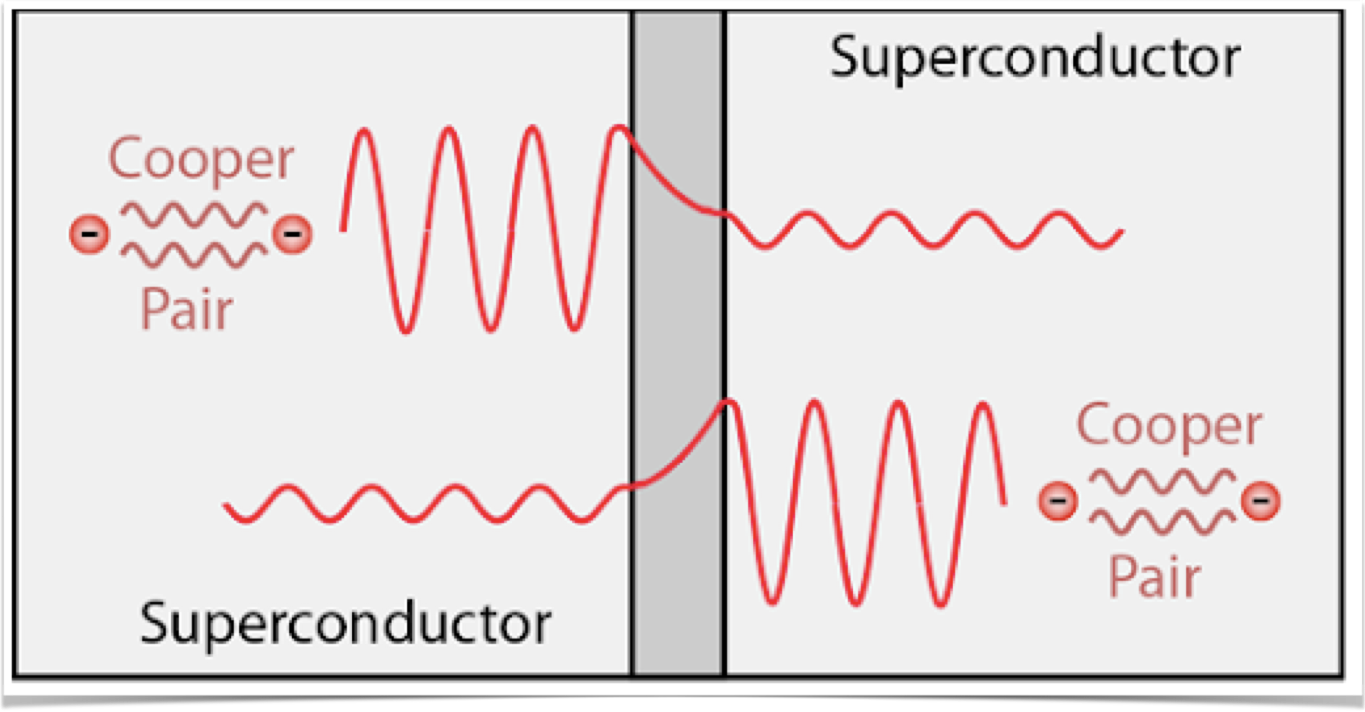 Superconductor
Cooper
- -
Pair
Cooper
- -
Pair
Superconductor